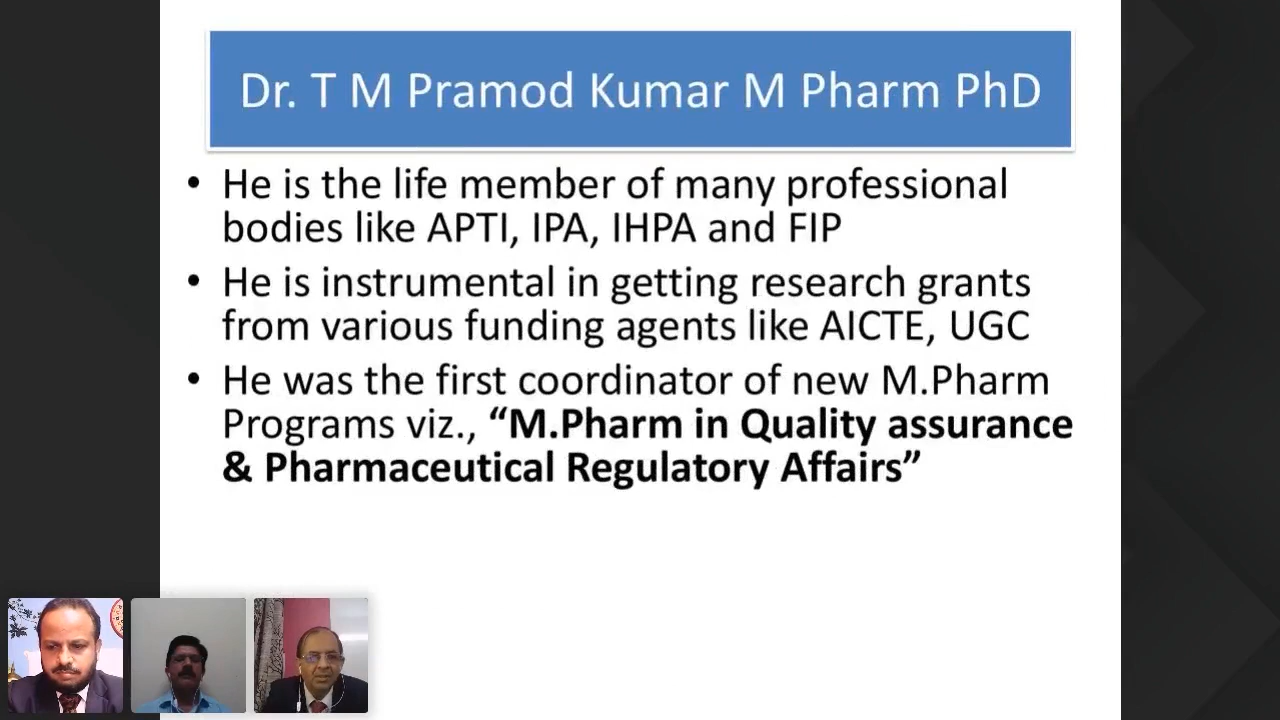 Dr. T M Pramod Kumar M Pharm PhD
• He is the life member of many professional
bodies like APTI, IPA, IHPA and FIP
• He is instrumental in getting research grants
from various funding agents like AICTE, UGC
• He was the first coordinator of new M.Pharm
Programs viz., “M.Pharm in Quality assurance
& Pharmaceutical Regulatory Affairs”